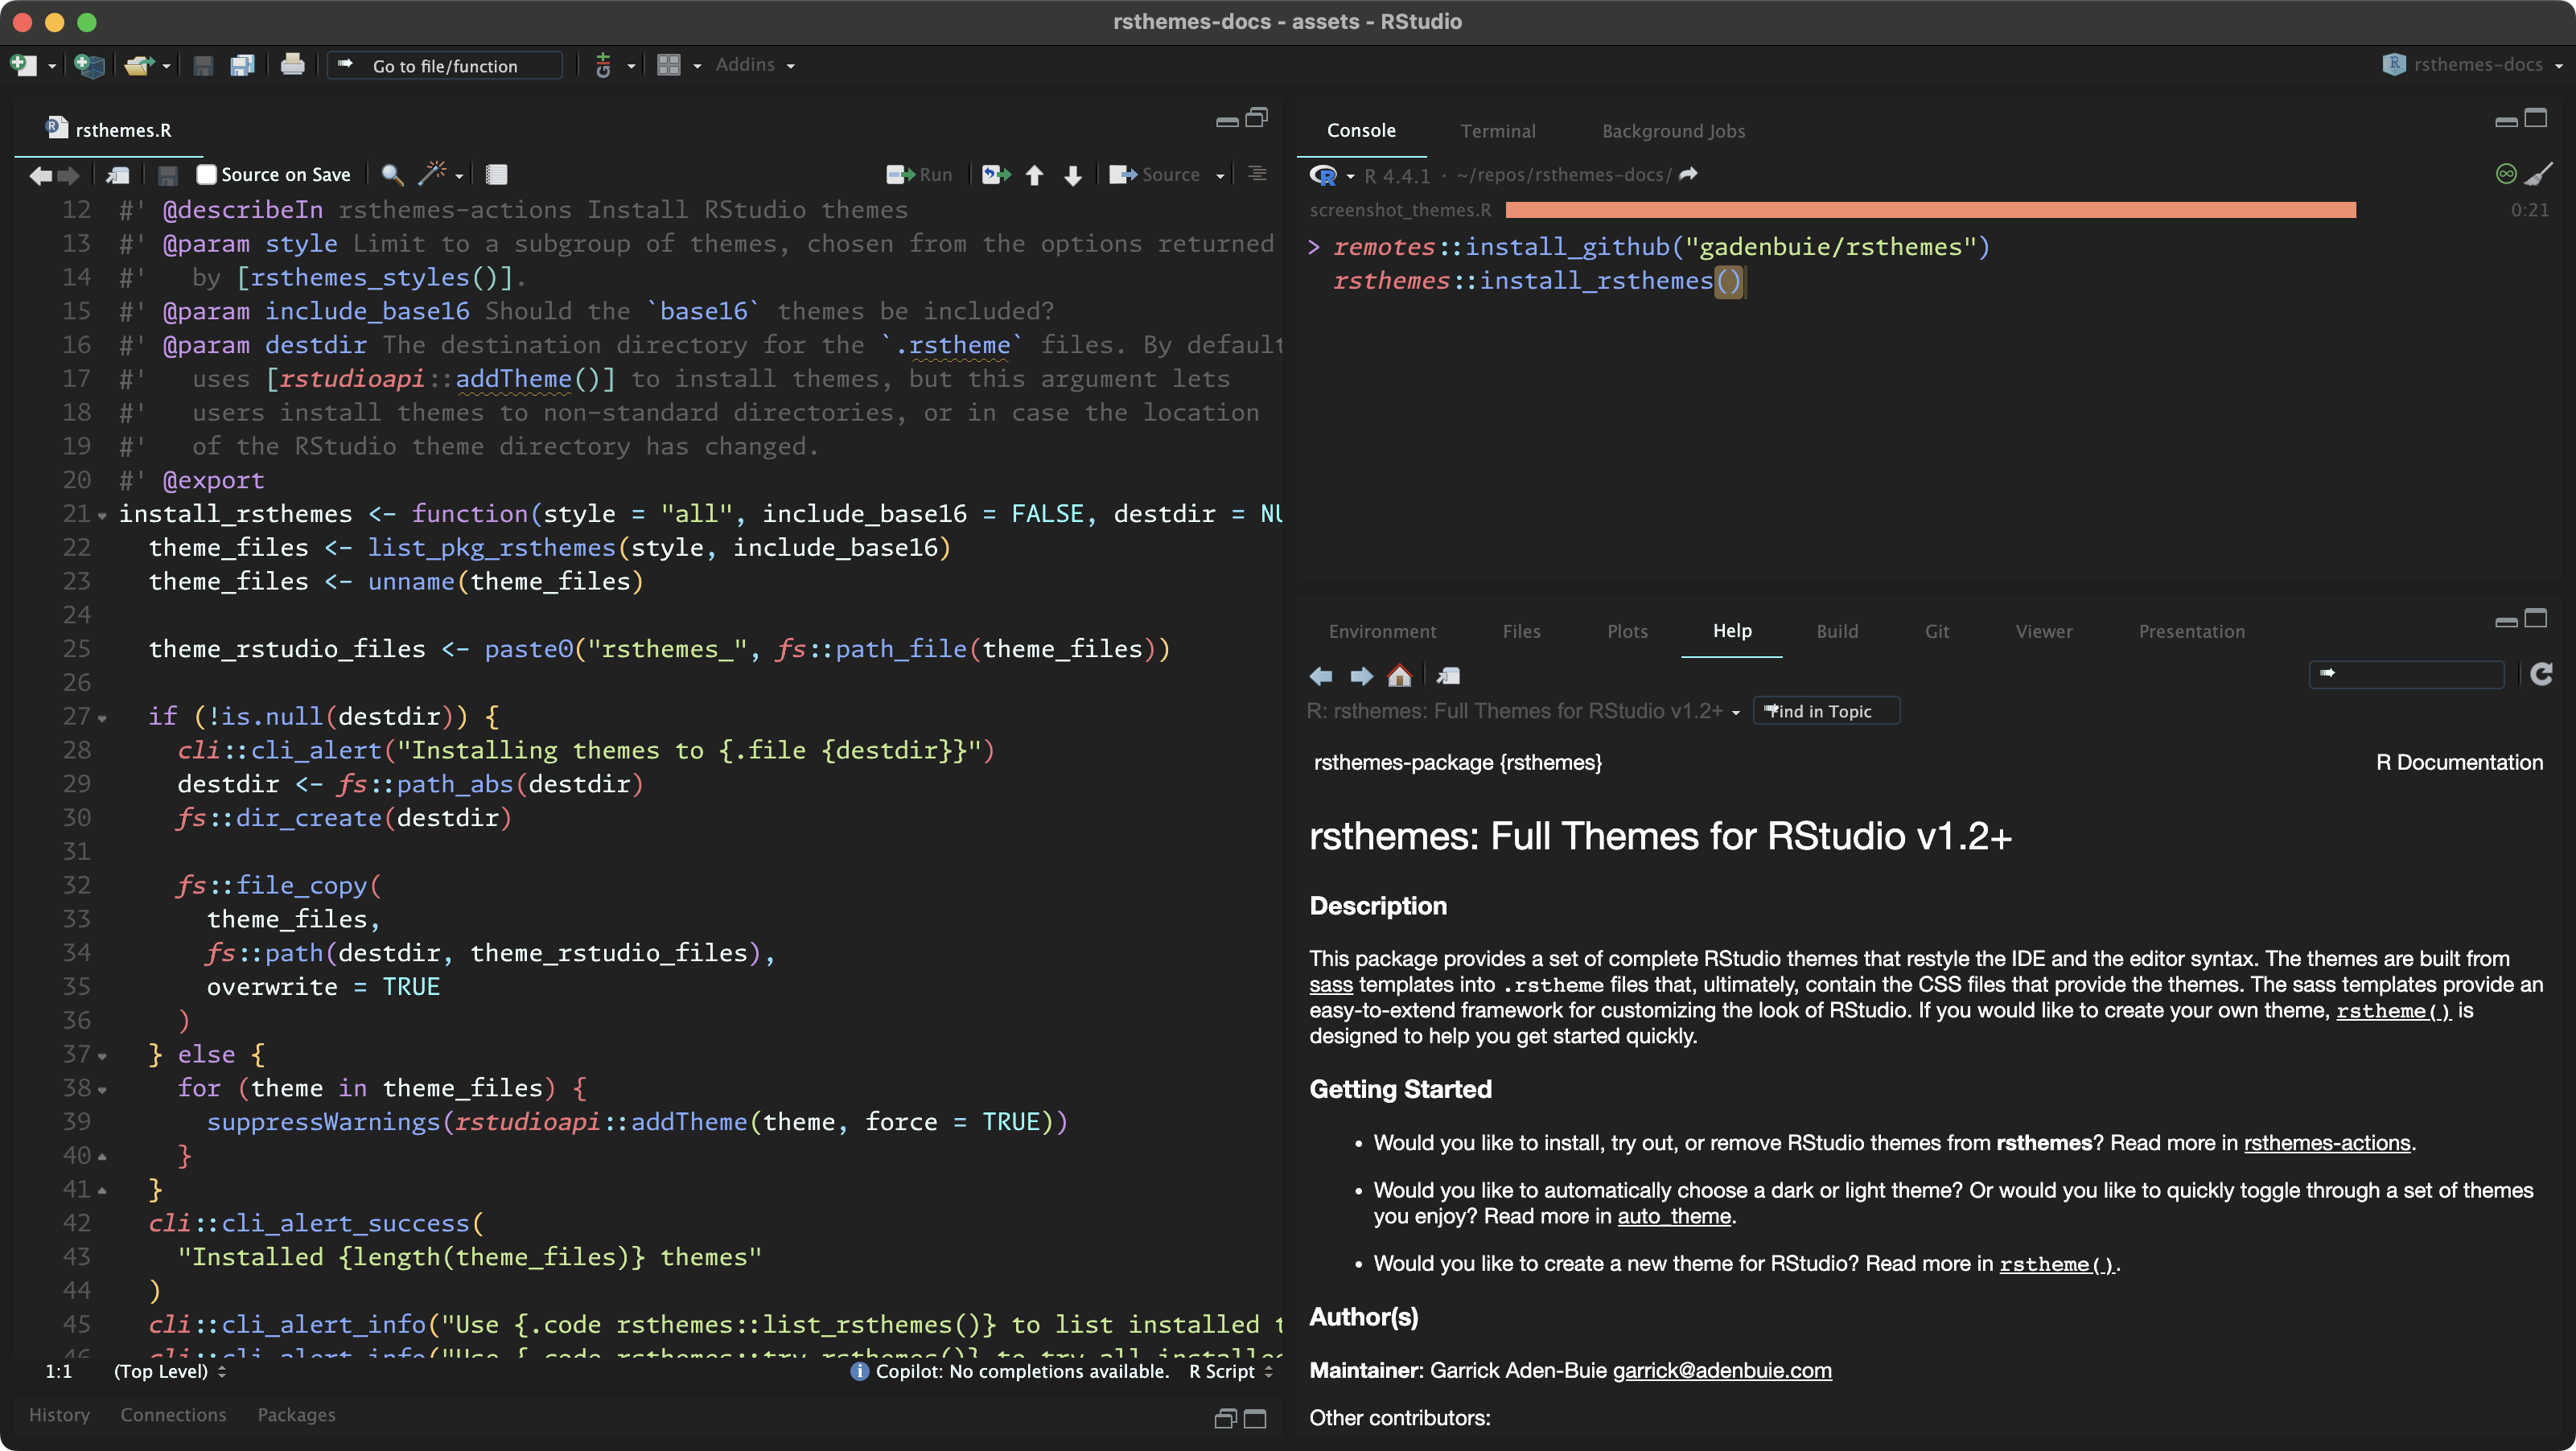 rsthemes-docs - assets - RStudio
Go to file/function
Addins
rsthemes-docs
rsthemes.R
Source on Save
Run
Source
12 #' @describeIn rsthemes-actions Install RStudio themes
13 #' @param style Limit to a subgroup of themes, chosen from the options returned
14 #'   by [rsthemes_styles()].
15 #' @param include_base16 Should the `base16` themes be included?
16 #' @param destdir The destination directory for the `.rstheme` files. By default
17 #'   uses [rstudioapi::addTheme()] to install themes, but this argument lets
18 #'   users install themes to non-standard directories, or in case the location
19 #'   of the RStudio theme directory has changed.
20 #' @export
21 install_rsthemes <- function(style = "all", include_base16 = FALSE, destdir = NU
22   theme_files <- list_pkg_rsthemes(style, include_base16)
23   theme_files <- unname(theme_files)
24
25   theme_rstudio_files <- paste0("rsthemes_", fs::path_file(theme_files))
26
27   if (!is.null(destdir)) {
28     cli::cli_alert("Installing themes to {.file {destdir}}")
29     destdir <- fs::path_abs(destdir)
30     fs::dir_create(destdir)
31
32     fs::file_copy(
33       theme_files,
34       fs::path(destdir, theme_rstudio_files),
35       overwrite = TRUE
36     )
37   } else {
38     for (theme in theme_files) {
39       suppressWarnings(rstudioapi::addTheme(theme, force = TRUE))
40     }
41   }
42   cli::cli_alert_success(
43     "Installed {length(theme_files)} themes"
44   )
45   cli::cli_alert_info("Use {.code rsthemes::list_rsthemes()} to list installed t
46   cli::cli_alert_info("Use {.code rsthemes::try_rsthemes()} to try all installed
1:1 (Top Level)
Copilot: No completions available. R Script
History Connections Packages
Console Terminal Background Jobs
R 4.4.1 · ~/repos/rsthemes-docs/
screenshot_themes.R 0:21
> remotes::install_github("gadenbuie/rsthemes")
rsthemes::install_rsthemes()
Environment Files Plots Help Build Git Viewer Presentation
R: rsthemes: Full Themes for RStudio v1.2+ Find in Topic
rsthemes-package {rsthemes} R Documentation
rsthemes: Full Themes for RStudio v1.2+
Description
This package provides a set of complete RStudio themes that restyle the IDE and the editor syntax. The themes are built from
sass templates into .rstheme files that, ultimately, contain the CSS files that provide the themes. The sass templates provide an
easy-to-extend framework for customizing the look of RStudio. If you would like to create your own theme, rstheme() is
designed to help you get started quickly.
Getting Started
• Would you like to install, try out, or remove RStudio themes from rsthemes? Read more in rsthemes-actions.
• Would you like to automatically choose a dark or light theme? Or would you like to quickly toggle through a set of themes
you enjoy? Read more in auto_theme.
• Would you like to create a new theme for RStudio? Read more in rstheme().
Author(s)
Maintainer: Garrick Aden-Buie garrick@adenbuie.com
Other contributors: